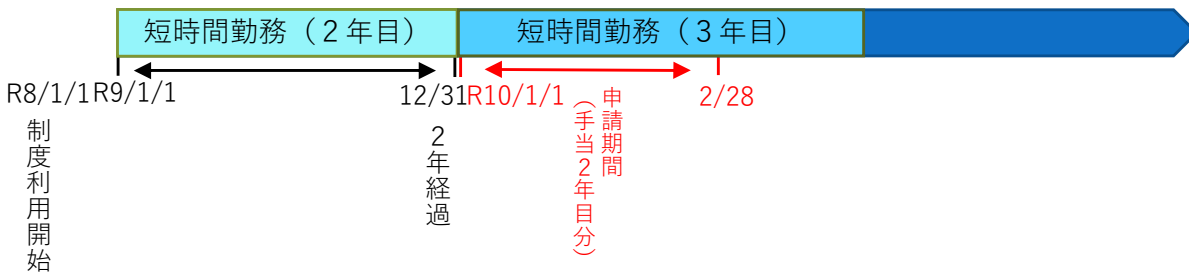 短時間勤務（２年目）
短時間勤務（３年目）
R8/1/1
R9/1/1
12/31
R10/1/1
2/28
制度利用開始
２年経過
申請期間
（手当２年目分）